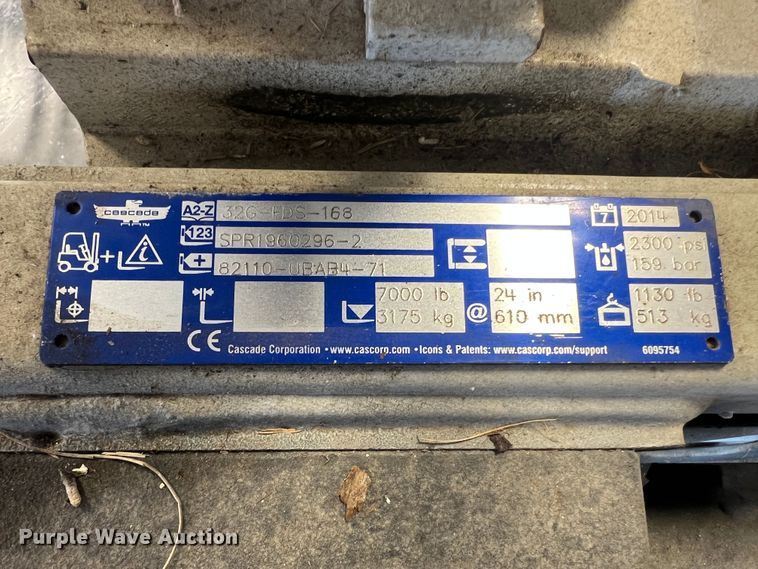 cascade
A2-Z 32G-FDS-168
7 2014
123 SPR1960296-2
82110-0BAB4-71
2300 psi
159 bar
7000 lb
3175 kg
@
24 in
610 mm
1130 lb
513 kg
CE Cascade Corporation • www.cascorp.com • Icons & Patents: www.cascorp.com/support 6095754
Purple Wave Auction